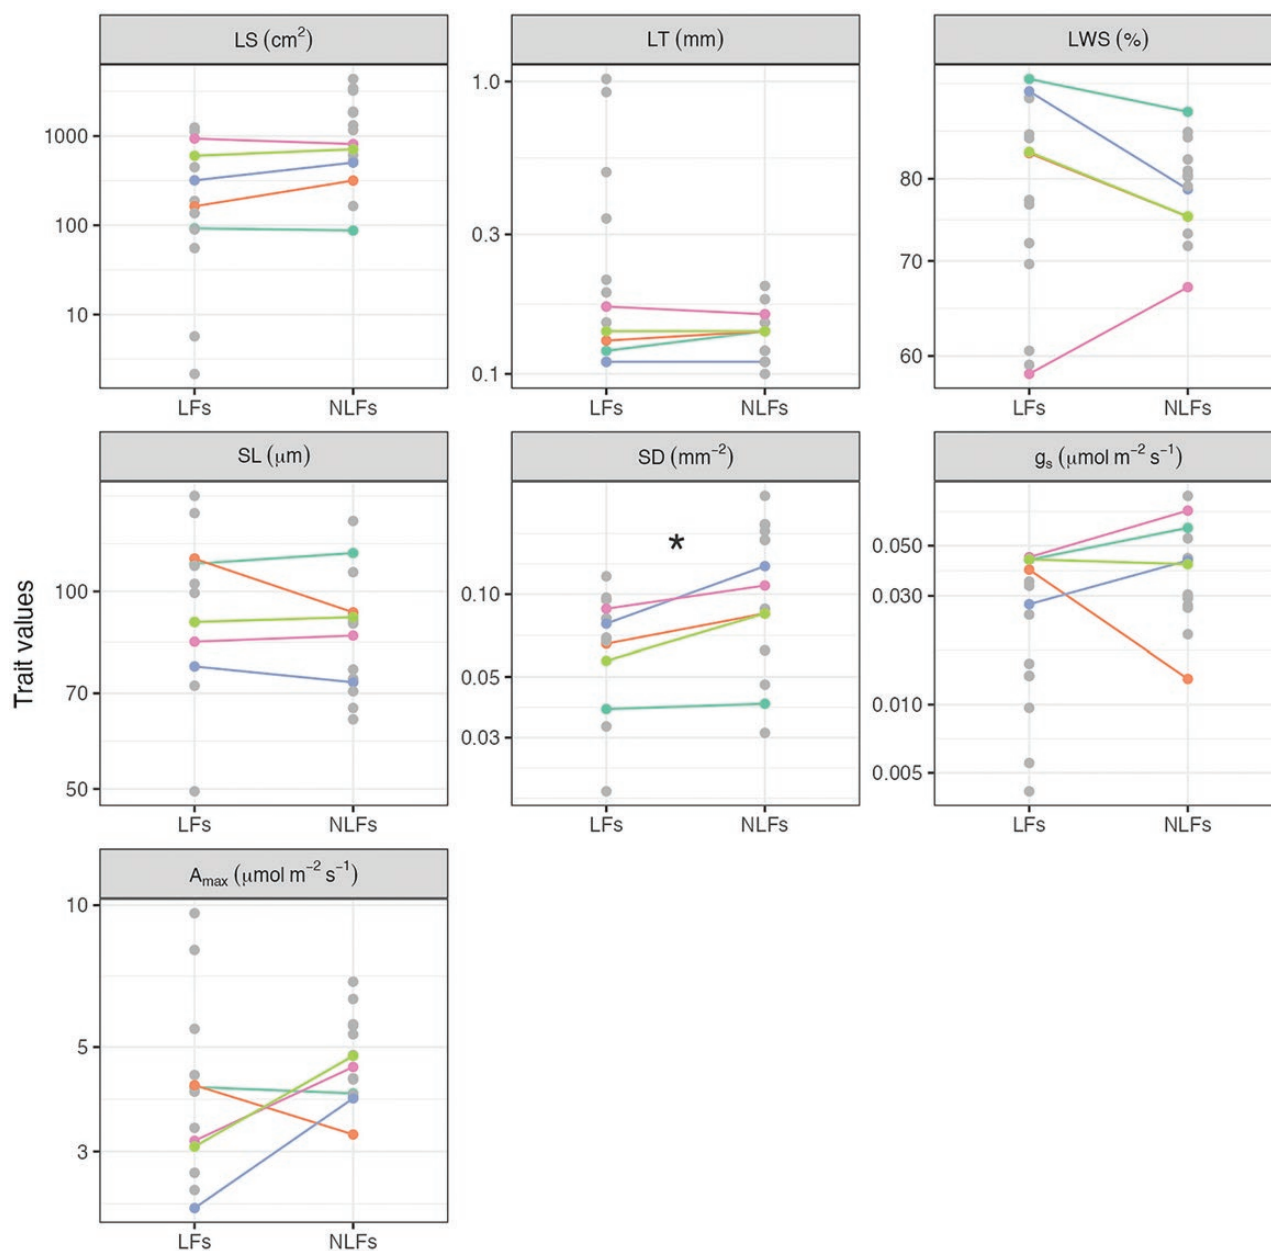 LS (cm²)
LT (mm)
LWS (%)
1000
100
10
1.0
0.3
0.1
80
70
60
LFs
NLFs
LFs
NLFs
LFs
NLFs
SL (μm)
SD (mm⁻²)
gₛ (μmol m⁻² s⁻¹)
Trait values
100
70
50
*
0.10
0.05
0.03
0.050
0.030
0.010
0.005
LFs
NLFs
LFs
NLFs
LFs
NLFs
Aₘₐₓ (μmol m⁻² s⁻¹)
10
5
3
LFs
NLFs